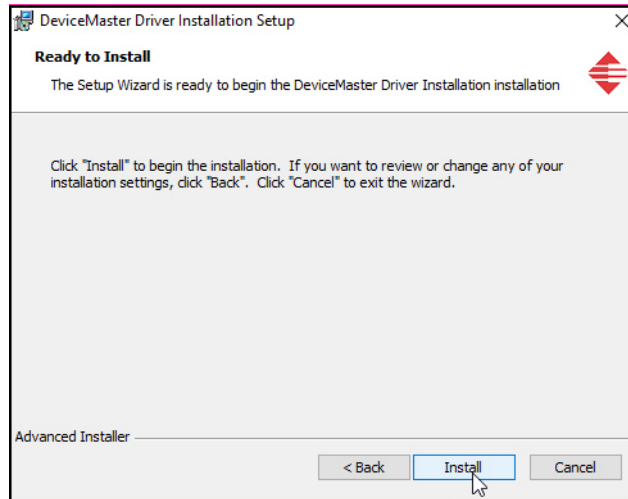 DeviceMaster Driver Installation Setup
Ready to Install
The Setup Wizard is ready to begin the DeviceMaster Driver Installation installation
Click "Install" to begin the installation.  If you want to review or change any of your
installation settings, click "Back".  Click "Cancel" to exit the wizard.
Advanced Installer
< Back Install Cancel